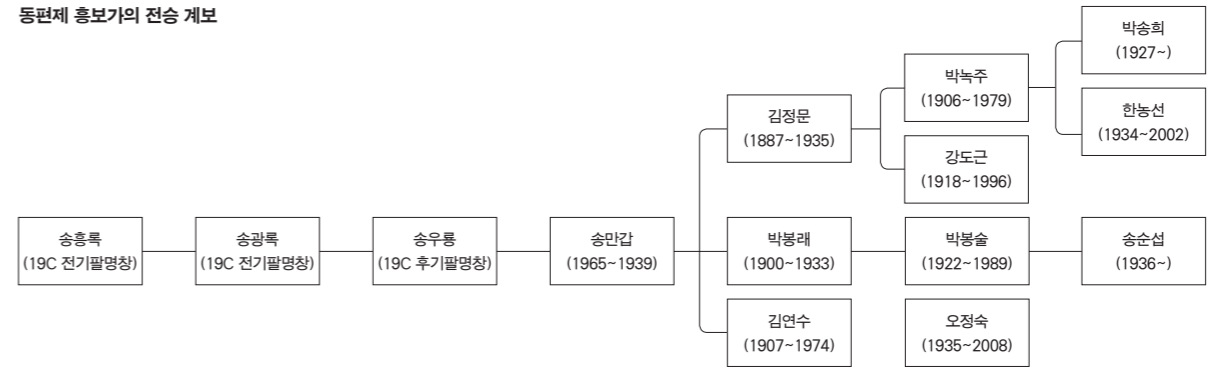 동편제 흥보가의 전승 계보
박송희
(1927~)
박녹주
(1906~1979)
한농선
(1934~2002)
김정문
(1887~1935)
강도근
(1918~1996)
송흥록
(19C 전기팔명창)
송광록
(19C 전기팔명창)
송우룡
(19C 후기팔명창)
송만갑
(1965~1939)
박봉래
(1900~1933)
박봉술
(1922~1989)
송순섭
(1936~)
김연수
(1907~1974)
오정숙
(1935~2008)